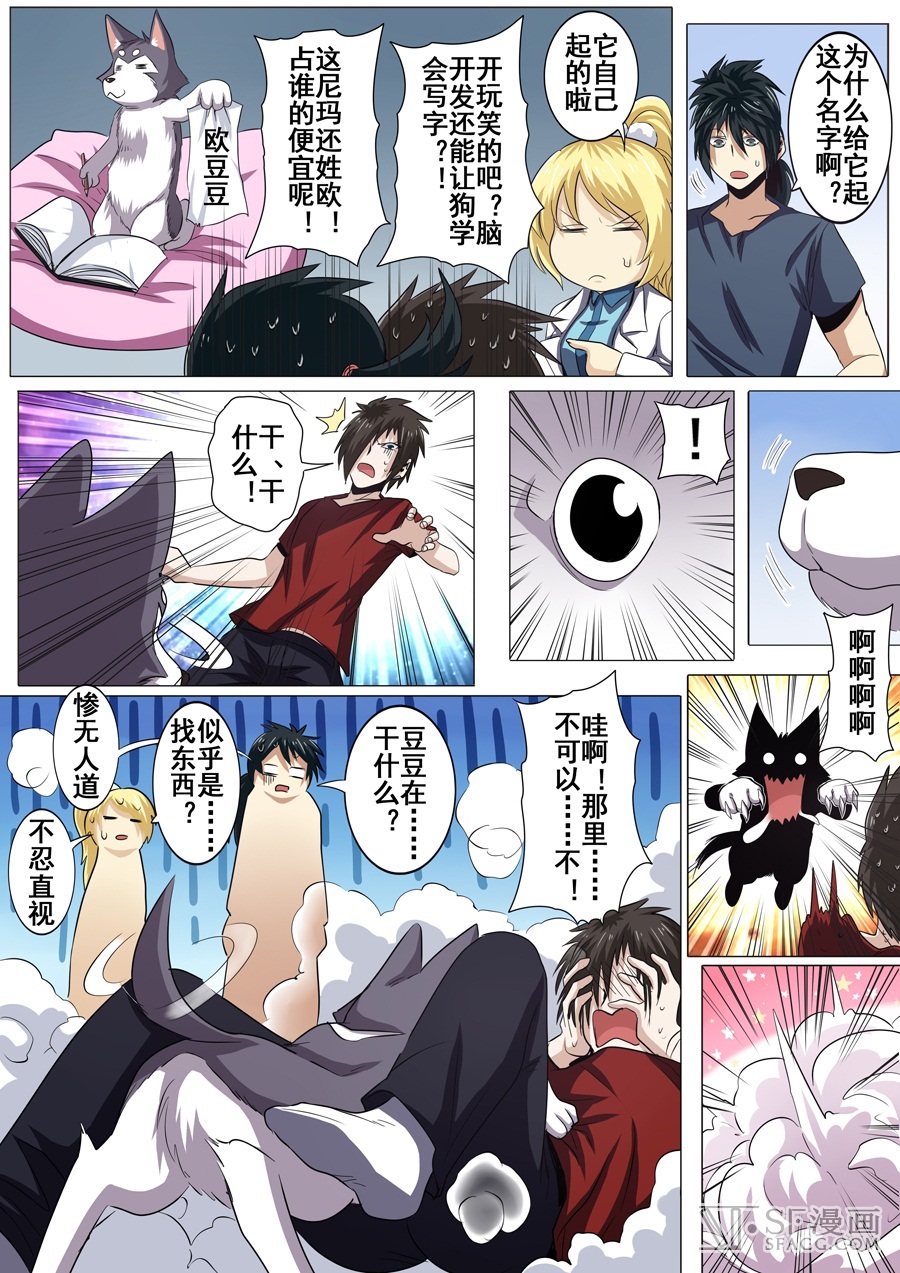 为什么给它起
这个名字啊？
它自己
起的啦
开玩笑的吧？脑
开发还能让狗学
会写字？！
这尼玛还姓欧！
占谁的便宜呢！
欧豆豆
！
干、干
什么！
啊啊啊啊
哇啊！那里……
不可以……不！
豆豆在……
干什么？
似乎是……
找东西？
惨无人道
不忍直视
SF漫画
SFACG.COM